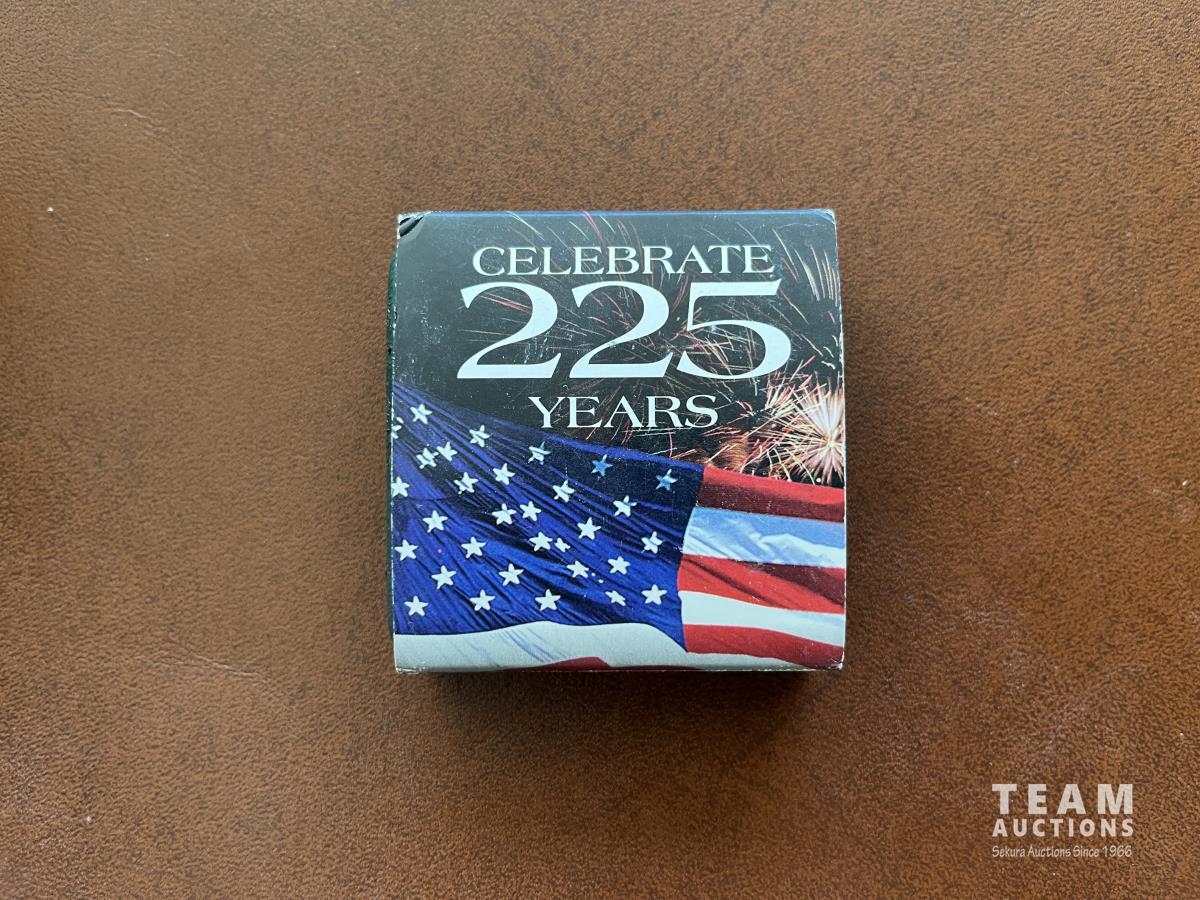 CELEBRATE
225
YEARS
TEAM
AUCTIONS
Sekura Auctions Since 1966